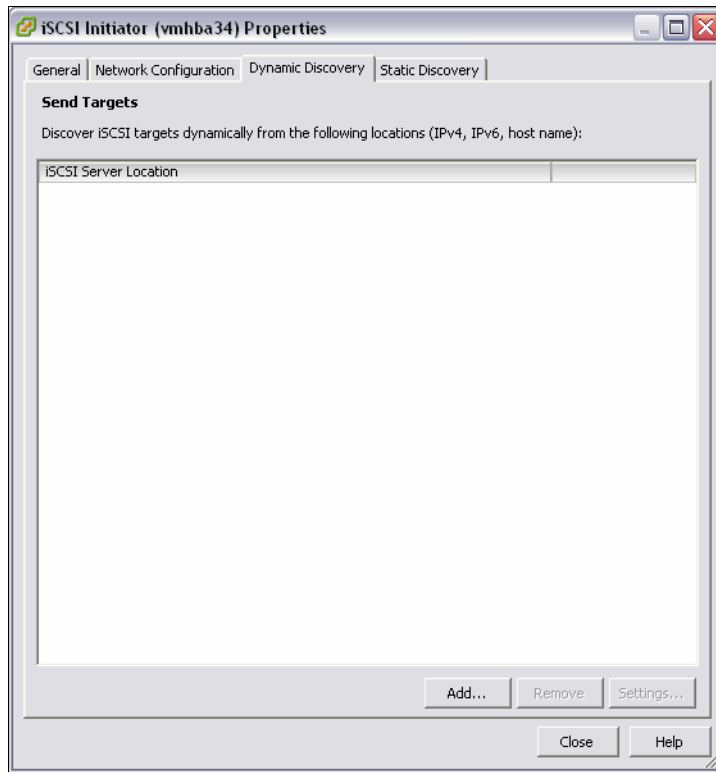 iSCSI Initiator (vmhba34) Properties
General Network Configuration Dynamic Discovery Static Discovery
Send Targets
Discover iSCSI targets dynamically from the following locations (IPv4, IPv6, host name):
iSCSI Server Location
Add... Remove Settings...
Close Help